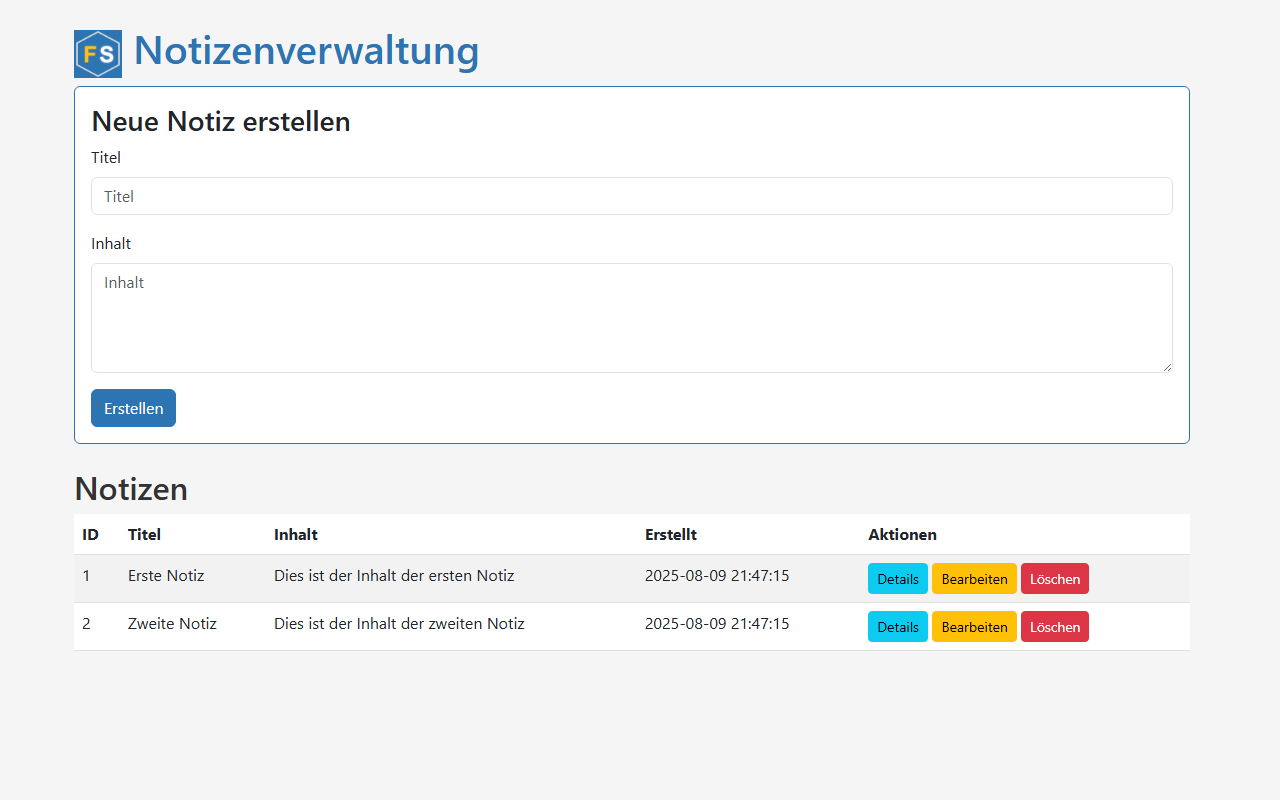 FS Notizenverwaltung
Neue Notiz erstellen
Titel
Titel
Inhalt
Inhalt
Erstellen
Notizen
ID Titel Inhalt Erstellt Aktionen
1 Erste Notiz Dies ist der Inhalt der ersten Notiz 2025-08-09 21:47:15 Details Bearbeiten Löschen
2 Zweite Notiz Dies ist der Inhalt der zweiten Notiz 2025-08-09 21:47:15 Details Bearbeiten Löschen